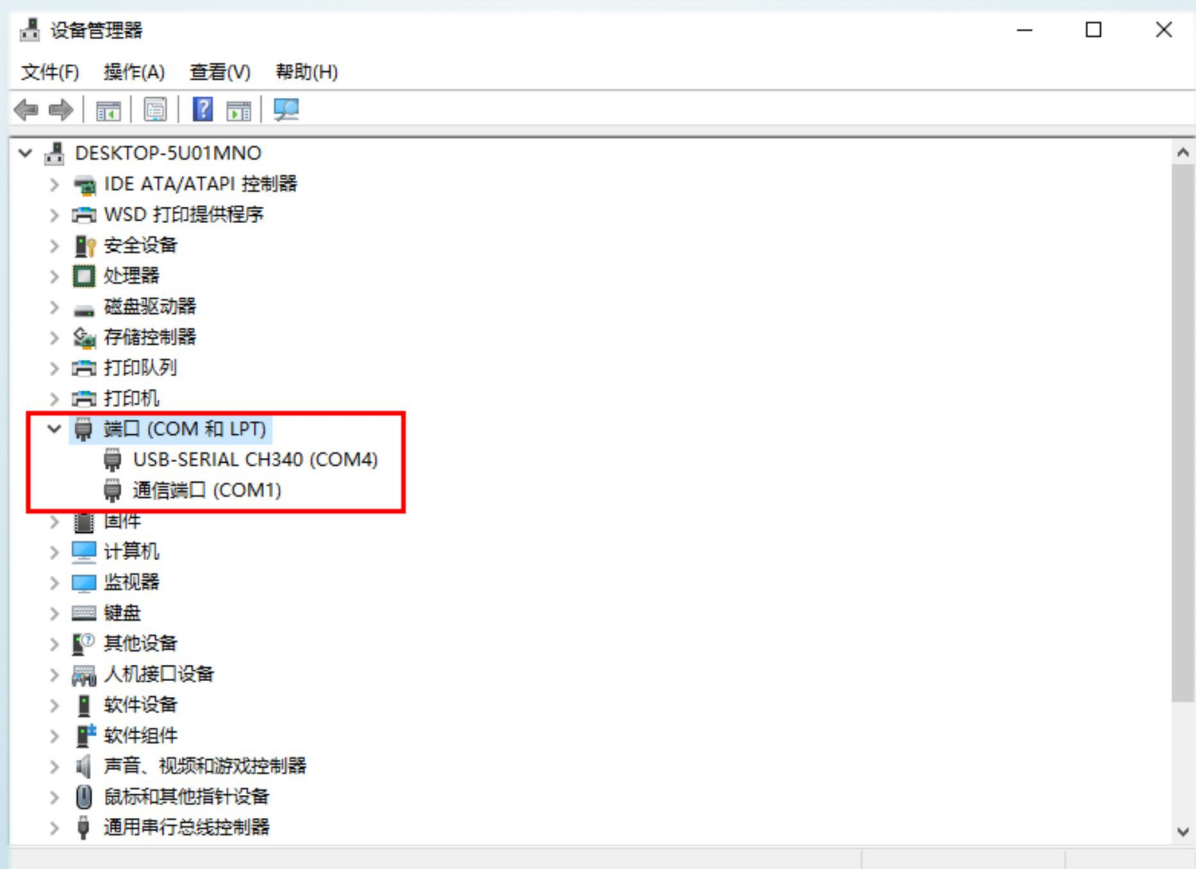 设备管理器
文件(F) 操作(A) 查看(V) 帮助(H)
DESKTOP-5U01MNO
IDE ATA/ATAPI 控制器
WSD 打印提供程序
安全设备
处理器
磁盘驱动器
存储控制器
打印队列
打印机
端口 (COM 和 LPT)
USB-SERIAL CH340 (COM4)
通信端口 (COM1)
固件
计算机
监视器
键盘
其他设备
人机接口设备
软件设备
软件组件
声音、视频和游戏控制器
鼠标和其他指针设备
通用串行总线控制器